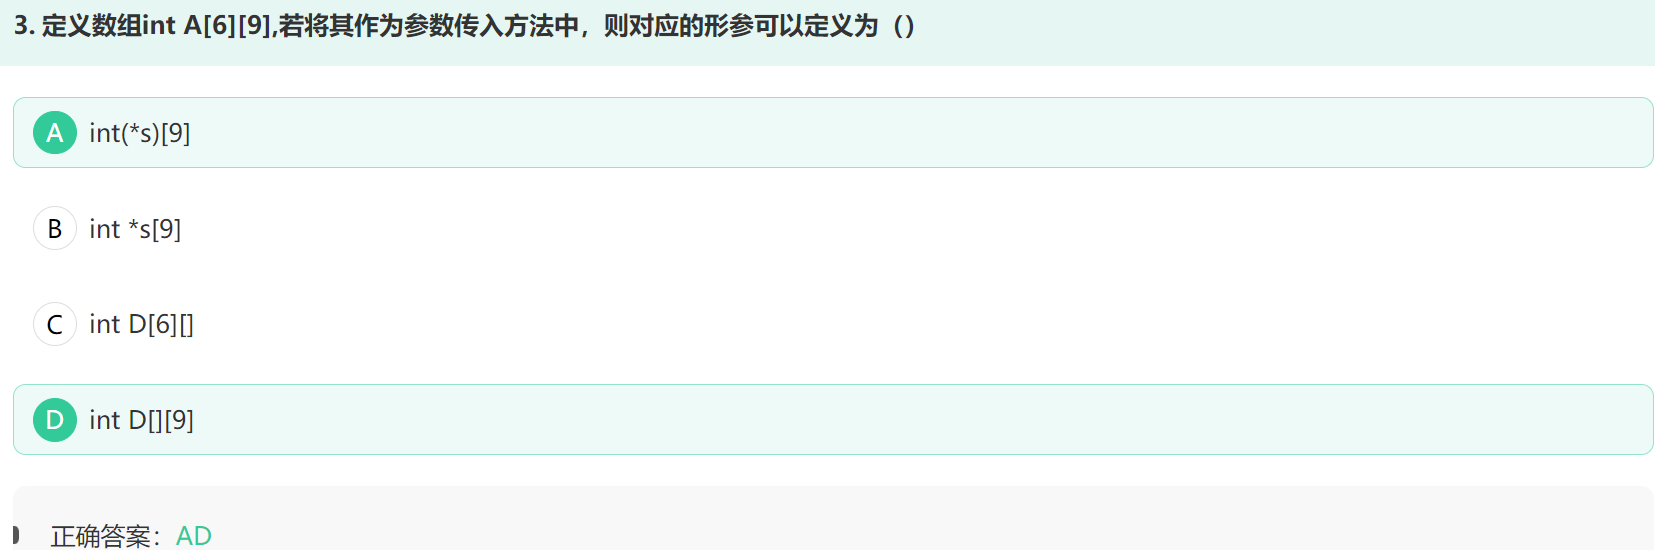 3. 定义数组int A[6][9],若将其作为参数传入方法中，则对应的形参可以定义为（）
A int(*s)[9]
B int *s[9]
C int D[6][]
D int D[][9]
正确答案：AD